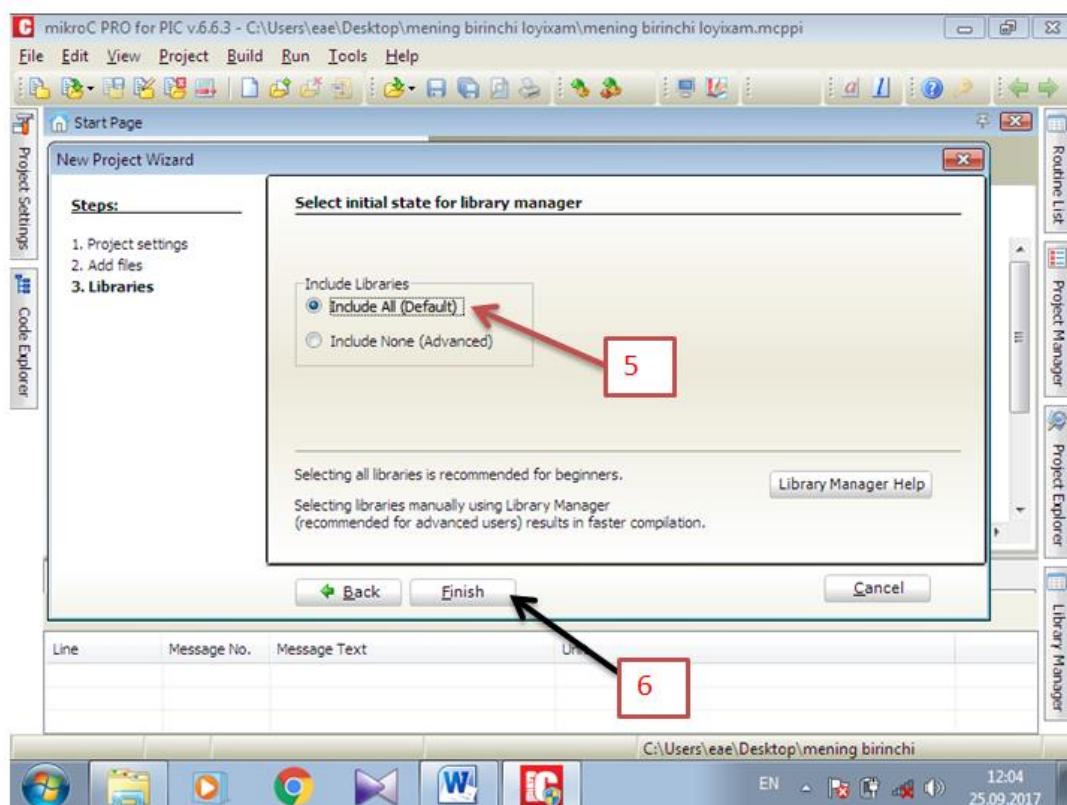 mikroC PRO for PIC v.6.6.3 - C:\Users\eae\Desktop\mening birinchi loyixam\mening birinchi loyixam.mcppi
File Edit View Project Build Run Tools Help
Start Page
Project Settings
Code Explorer
New Project Wizard
Steps:
1. Project settings
2. Add files
3. Libraries
Select initial state for library manager
Include Libraries
Include All (Default)
Include None (Advanced)
5
Selecting all libraries is recommended for beginners.
Selecting libraries manually using Library Manager
(recommended for advanced users) results in faster compilation.
Library Manager Help
Back Finish Cancel
6
Routine List
Project Manager
Project Explorer
Library Manager
Line Message No. Message Text
C:\Users\eae\Desktop\mening birinchi
EN
12:04
25.09.2017